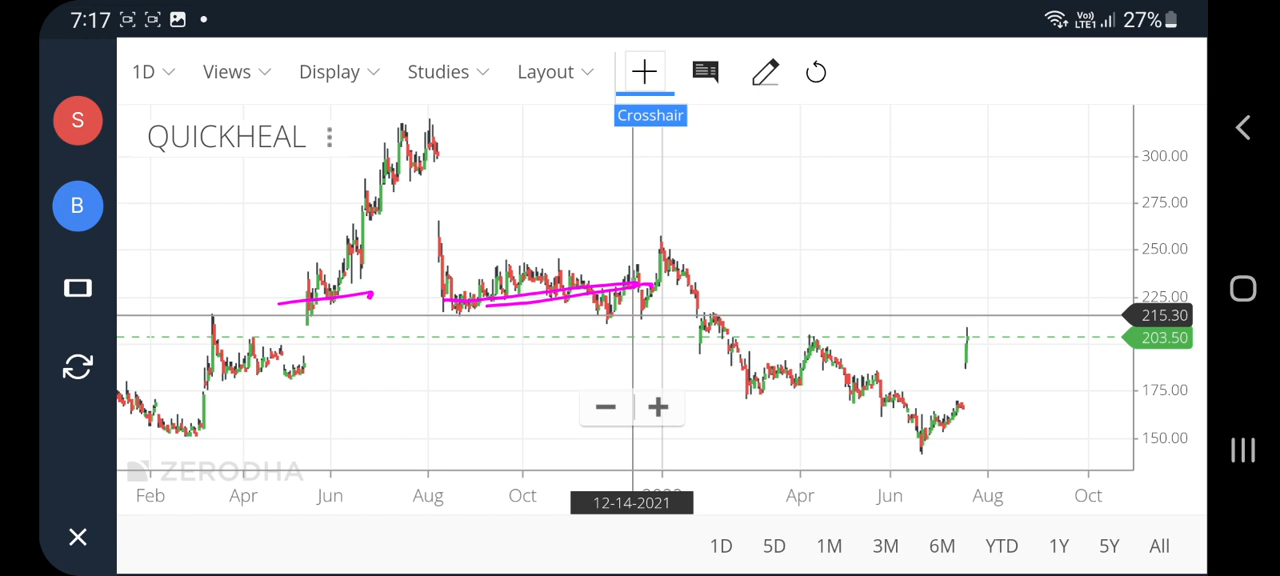 7:17
Vo))
LTE1
27%
1D Views Display Studies Layout
Crosshair
S
QUICKHEAL
B
300.00
275.00
250.00
225.00
215.30
203.50
175.00
150.00
ZERODHA
Feb Apr Jun Aug Oct Apr Jun Aug Oct
12-14-2021
1D 5D 1M 3M 6M YTD 1Y 5Y All